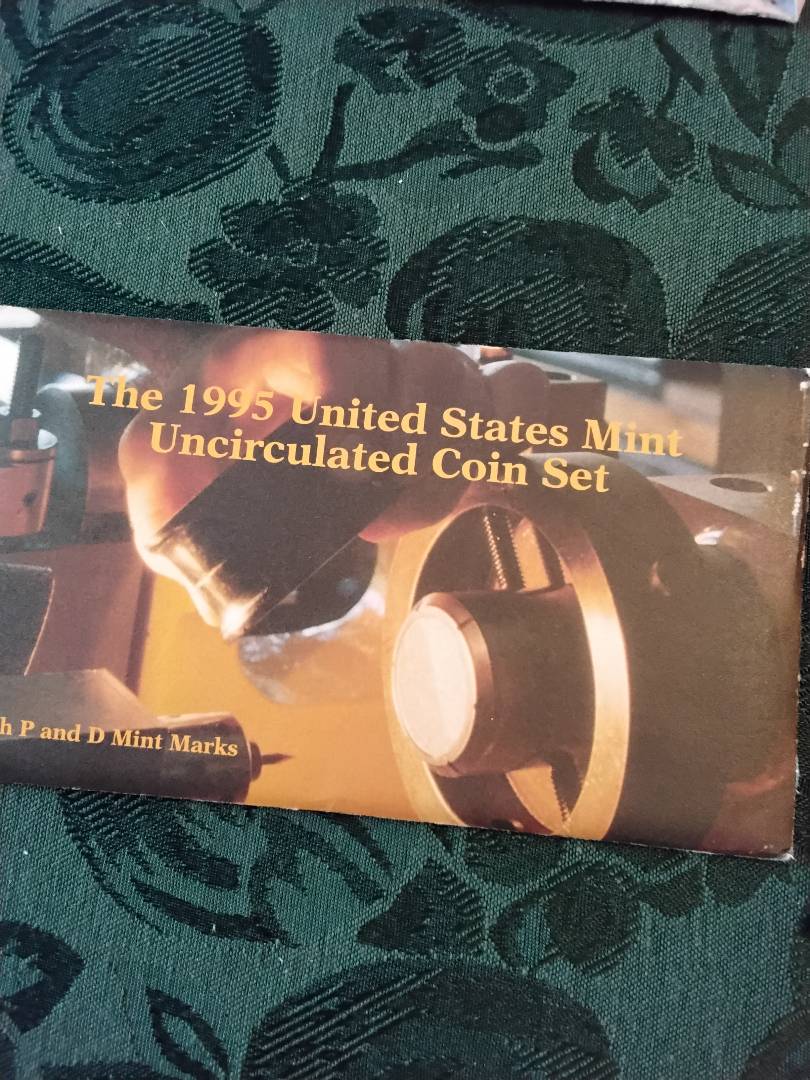 The 1995 United States Mint
Uncirculated Coin Set
h P and D Mint Marks